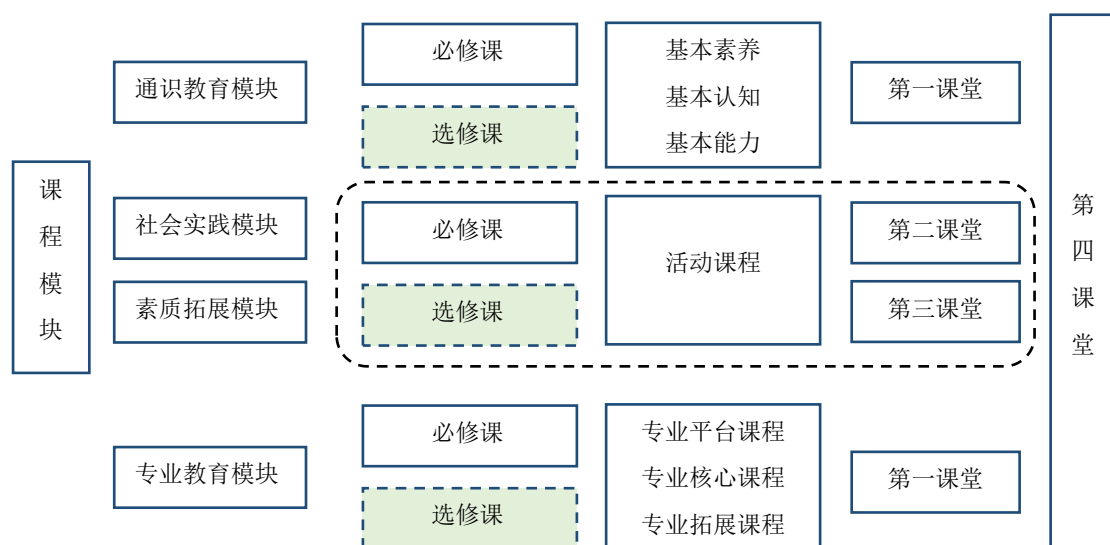 课程模块
通识教育模块
必修课
选修课
基本素养
基本认知
基本能力
第一课堂
社会实践模块
素质拓展模块
必修课
选修课
活动课程
第二课堂
第三课堂
专业教育模块
必修课
选修课
专业平台课程
专业核心课程
专业拓展课程
第一课堂
第四课堂